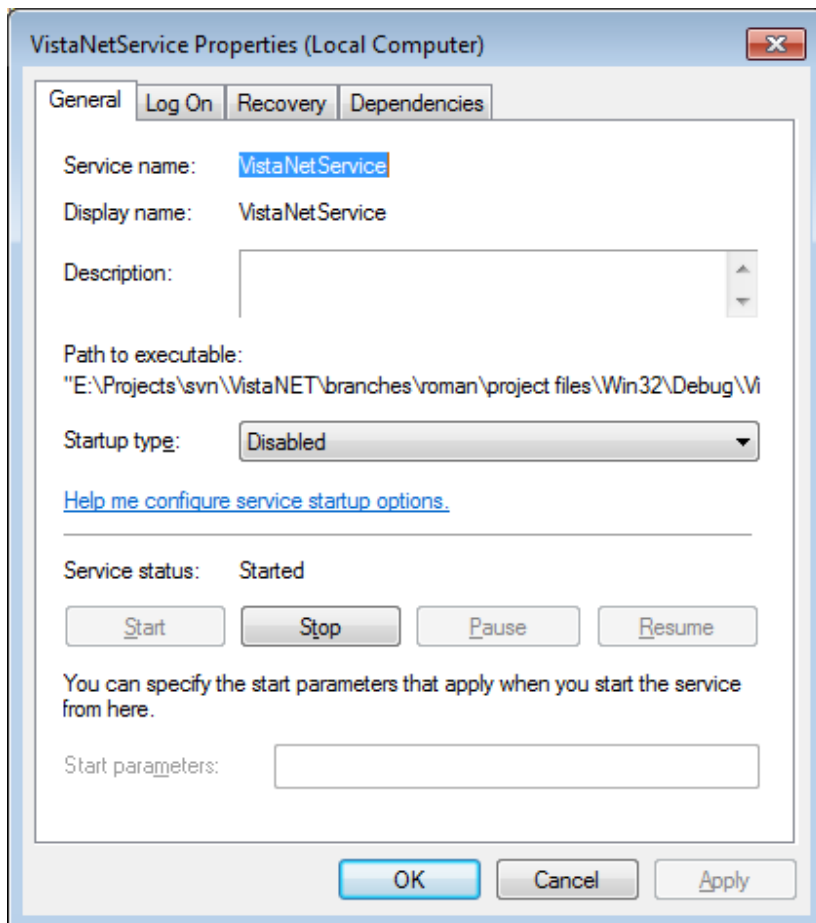 VistaNetService Properties (Local Computer)
General Log On Recovery Dependencies
Service name: VistaNetService
Display name: VistaNetService
Description:
Path to executable:
"E:\Projects\svn\VistaNET\branches\roman\project files\Win32\Debug\Vi
Startup type: Disabled
Help me configure service startup options.
Service status: Started
Start Stop Pause Resume
You can specify the start parameters that apply when you start the service
from here.
Start parameters:
OK Cancel Apply